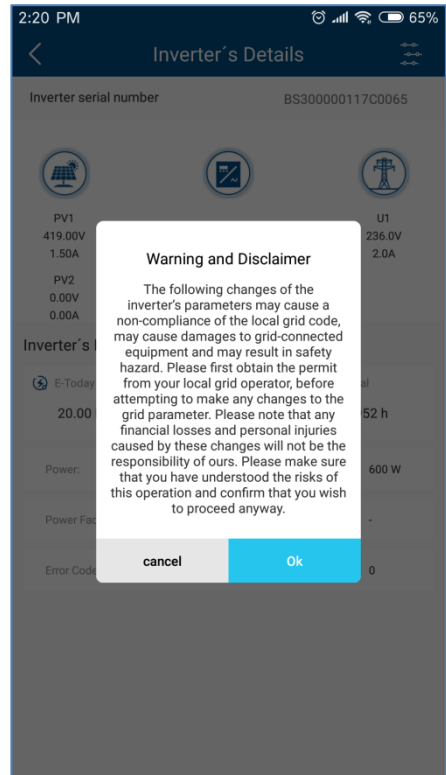 2:20 PM 65%
Inverter´s Details
Inverter serial number BS300000117C0065
PV1 U1
419.00V 236.0V
1.50A 2.0A
PV2
0.00V
0.00A
Warning and Disclaimer
The following changes of the
inverter's parameters may cause a
non-compliance of the local grid code,
may cause damages to grid-connected
equipment and may result in safety
hazard. Please first obtain the permit
from your local grid operator, before
attempting to make any changes to the
grid parameter. Please note that any
financial losses and personal injuries
caused by these changes will not be the
responsibility of ours. Please make sure
that you have understood the risks of
this operation and confirm that you wish
to proceed anyway.
cancel Ok
Inverter´s
E-Today
20.00 52 h
Power: 600 W
Power Fac -
Error Code 0